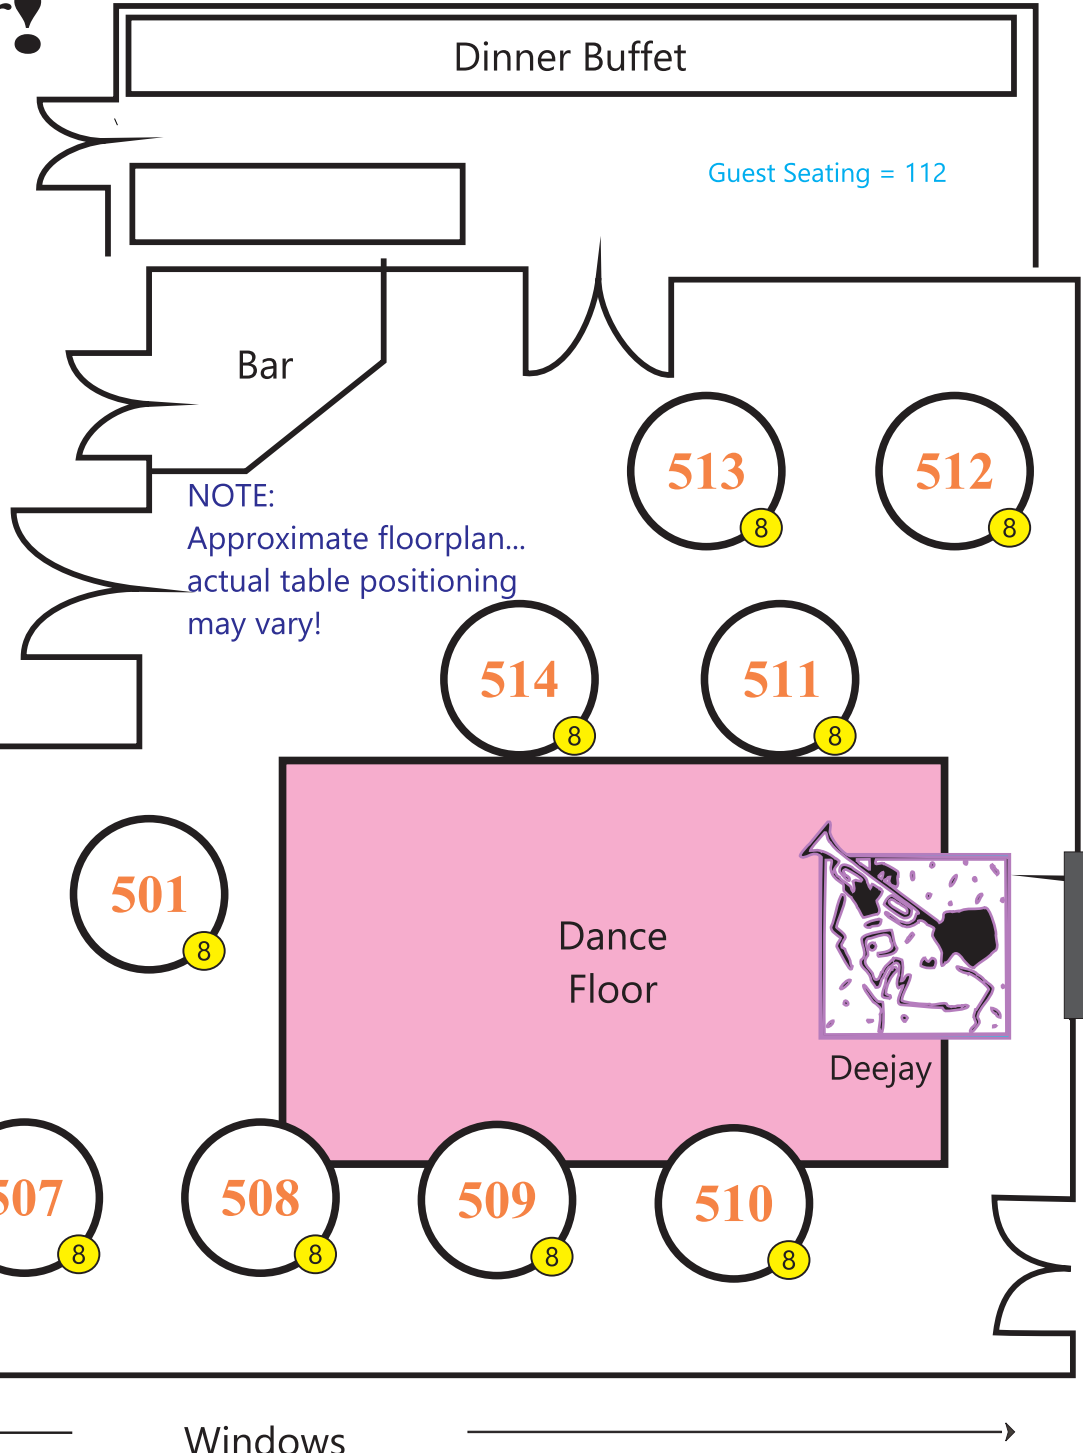 r!
Dinner Buffet
Guest Seating = 112
Bar
513
8
512
8
NOTE:
Approximate floorplan...
actual table positioning
may vary!
514
8
511
8
501
8
Dance
Floor
Deejay
507
8
508
8
509
8
510
8
Windows